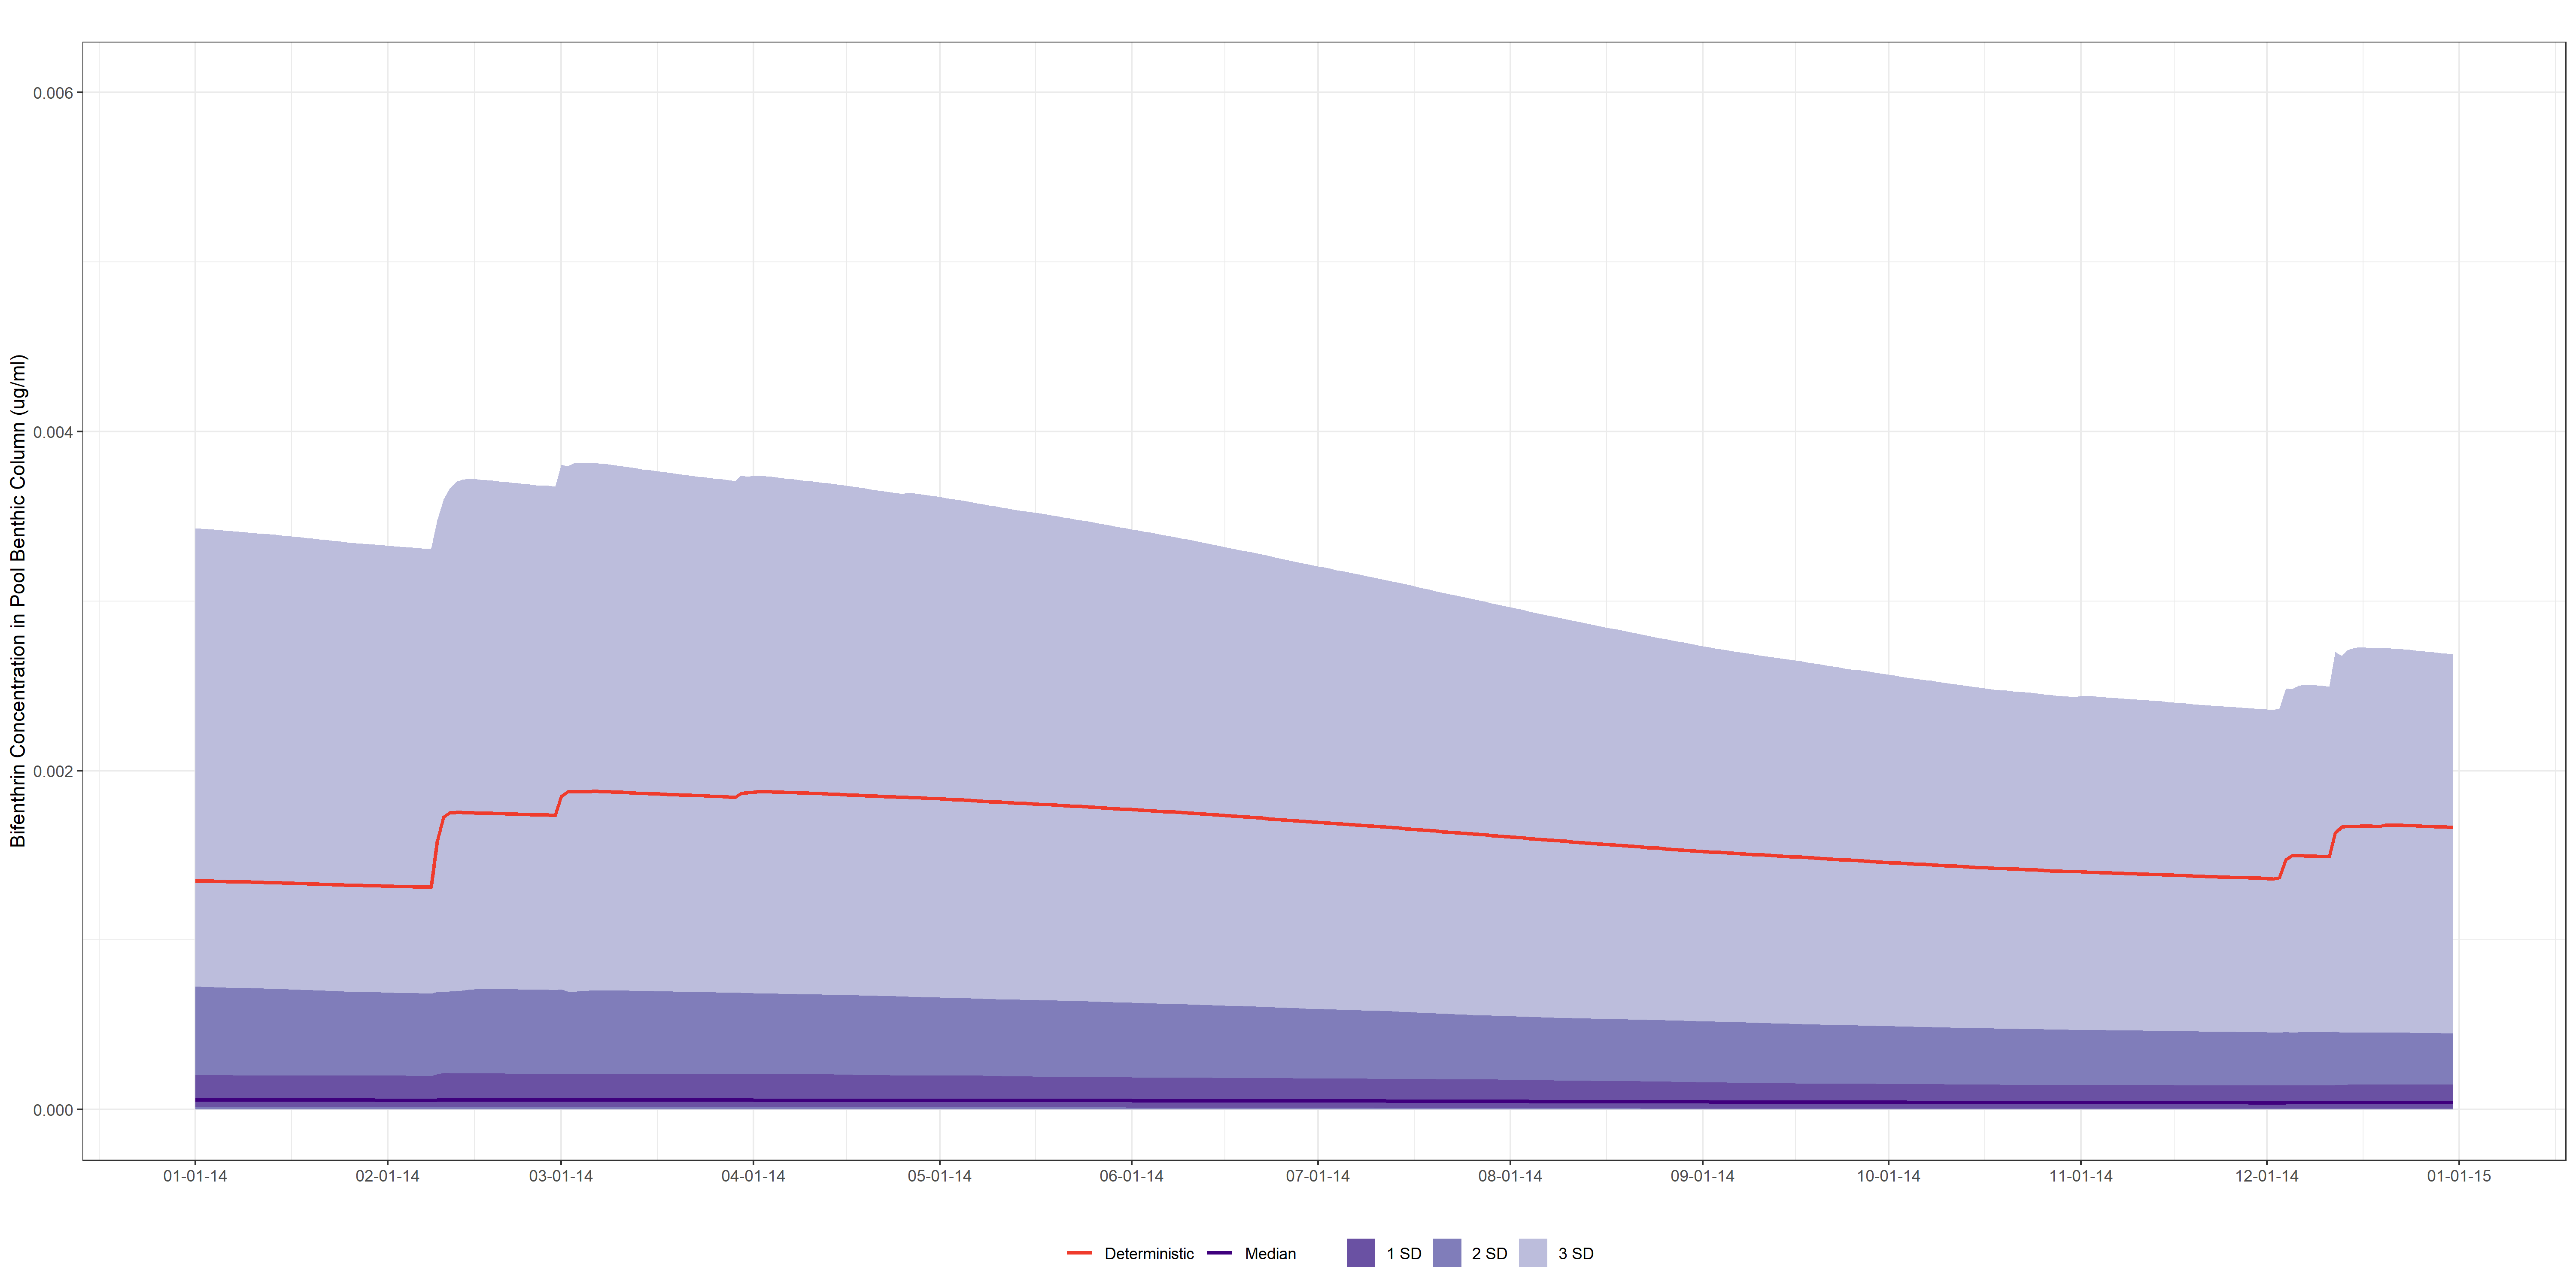 Bifenthrin Concentration in Pool Benthic Column (ug/ml)
0.006
0.004
0.002
0.000
01-01-14 02-01-14 03-01-14 04-01-14 05-01-14 06-01-14 07-01-14 08-01-14 09-01-14 10-01-14 11-01-14 12-01-14 01-01-15
Deterministic Median 1 SD 2 SD 3 SD